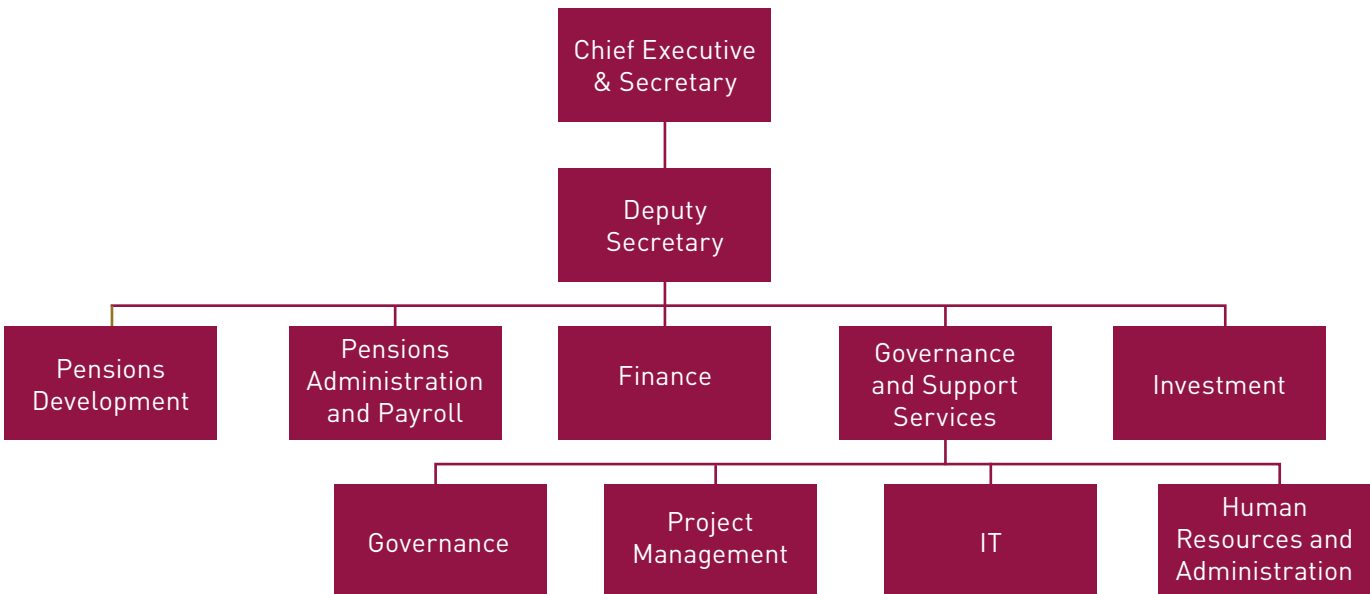 Chief Executive
& Secretary
Deputy
Secretary
Pensions
Development
Pensions
Administration
and Payroll
Finance
Governance
and Support
Services
Investment
Governance
Project
Management
IT
Human
Resources and
Administration